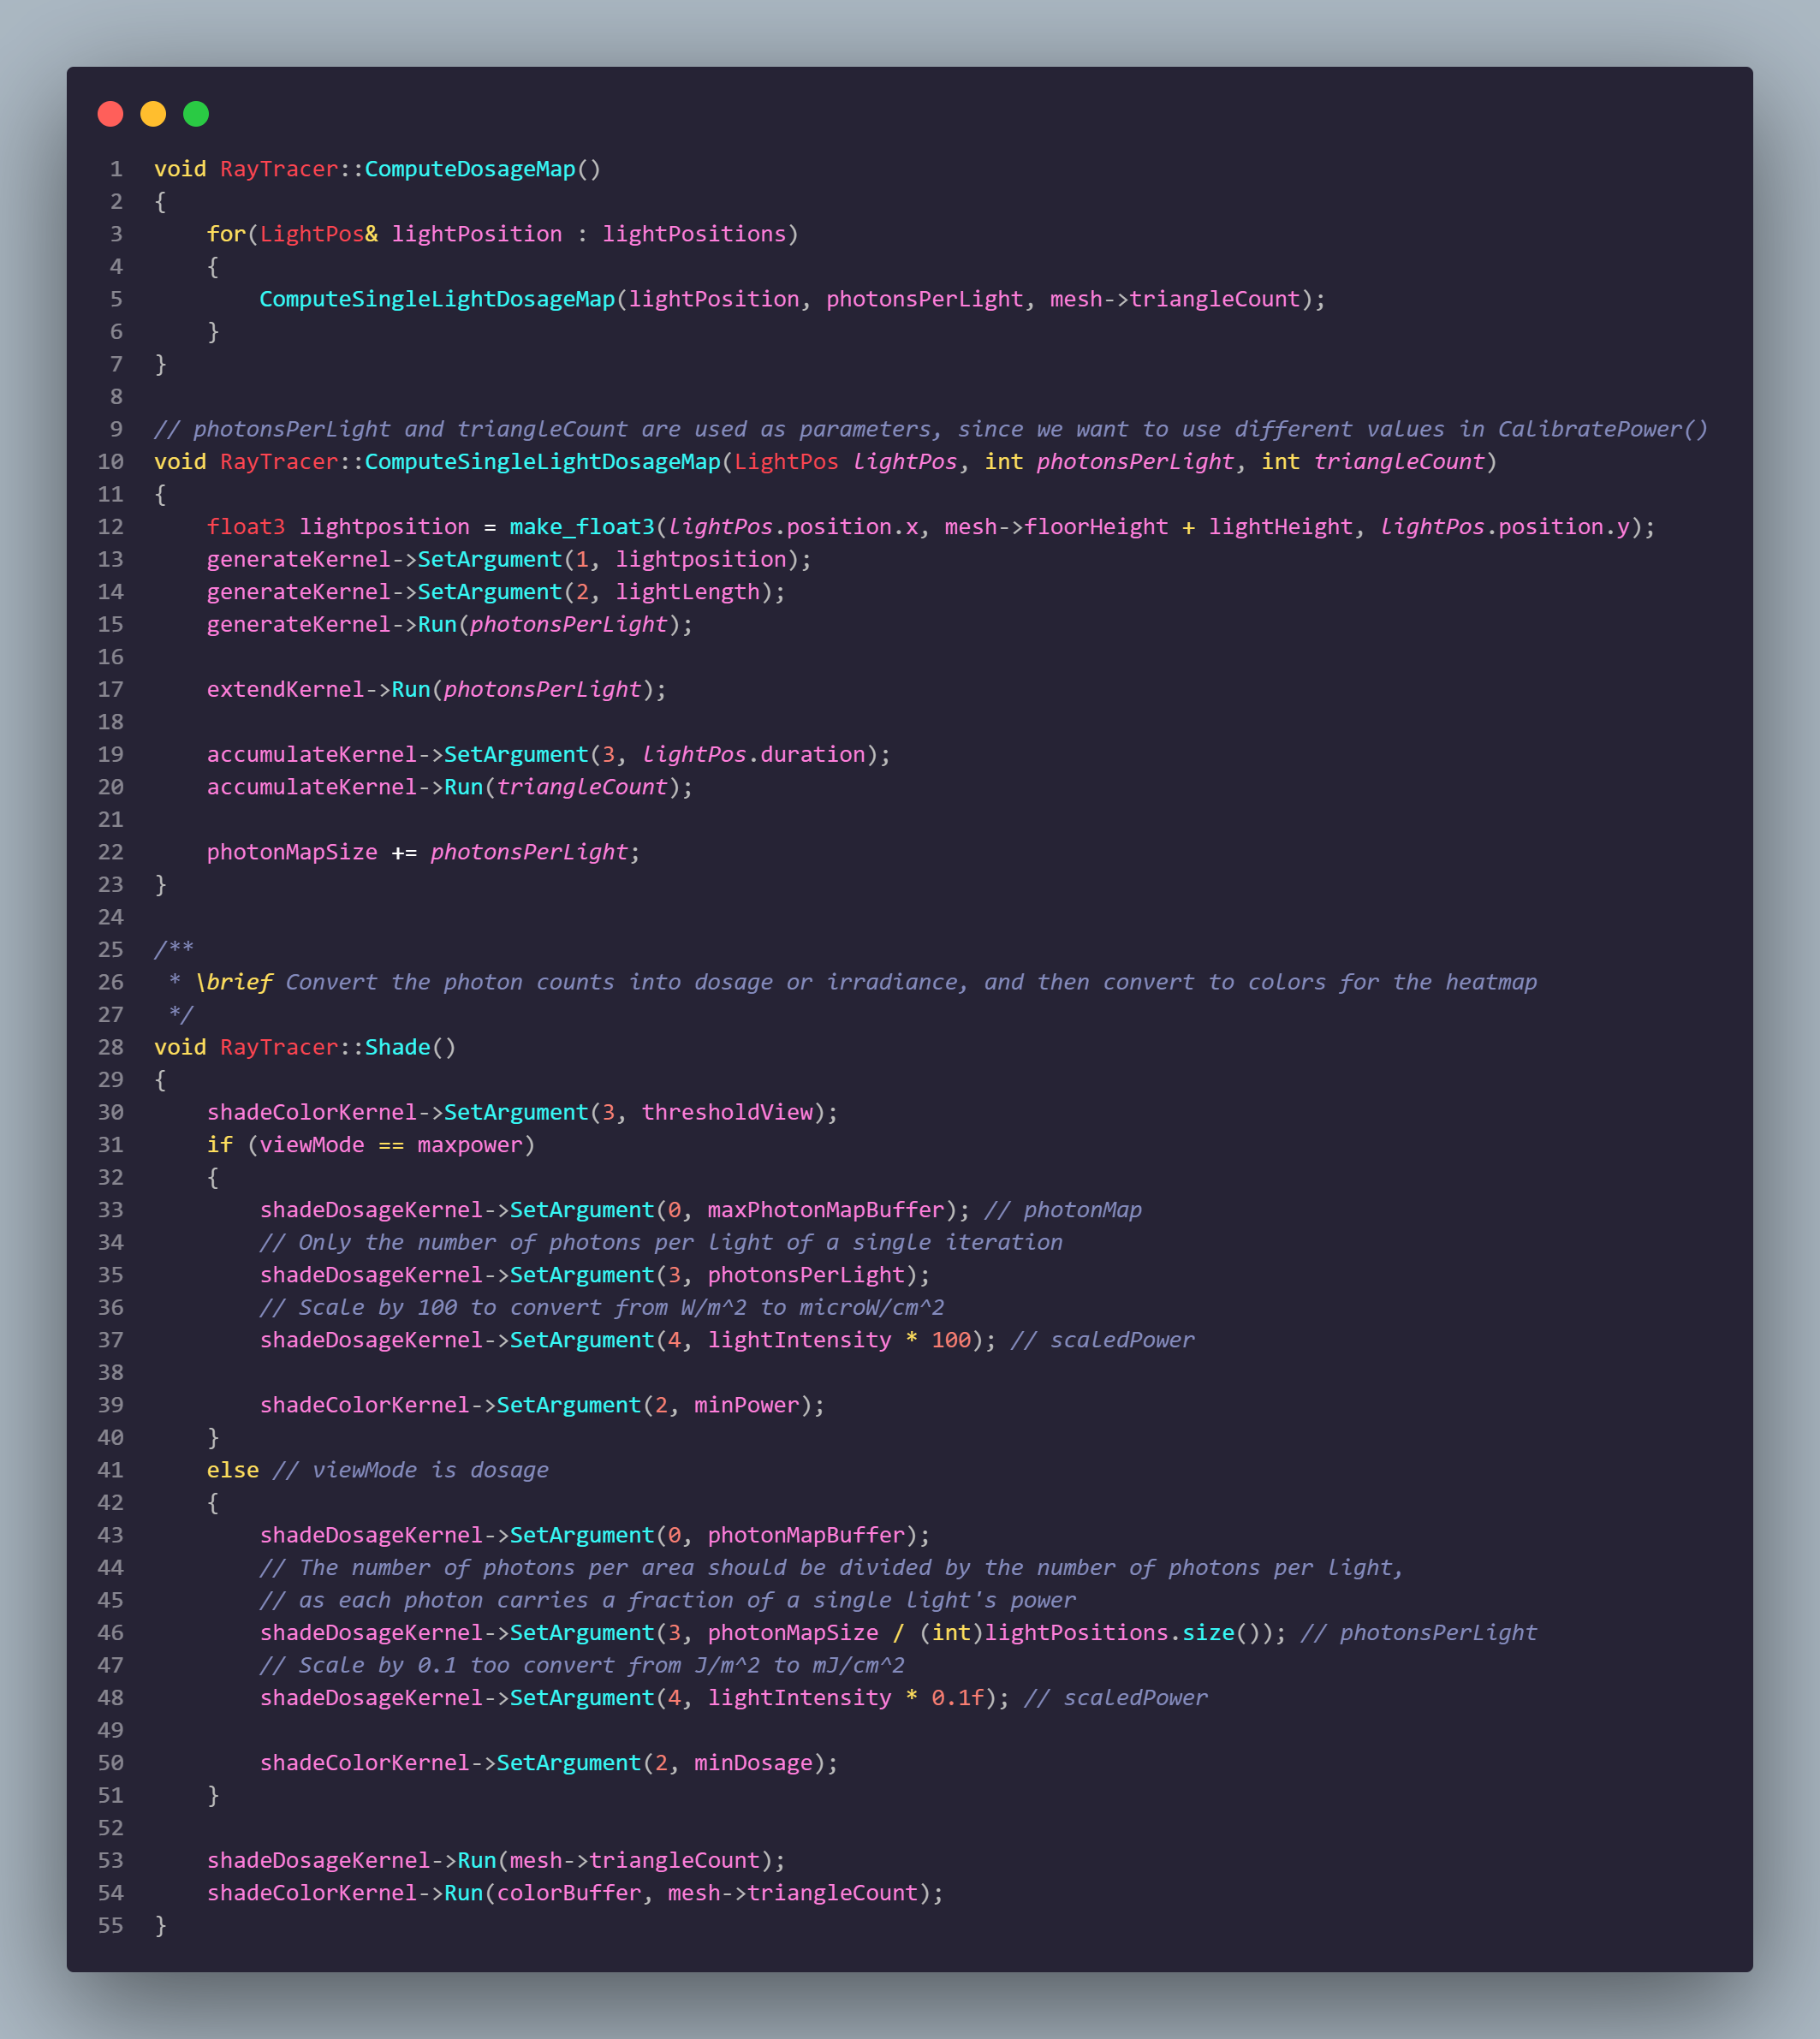 1 void RayTracer::ComputeDosageMap()
2 {
3     for(LightPos& lightPosition : lightPositions)
4     {
5         ComputeSingleLightDosageMap(lightPosition, photonsPerLight, mesh->triangleCount);
6     }
7 }
8
9 // photonsPerLight and triangleCount are used as parameters, since we want to use different values in CalibratePower()
10 void RayTracer::ComputeSingleLightDosageMap(LightPos lightPos, int photonsPerLight, int triangleCount)
11 {
12     float3 lightposition = make_float3(lightPos.position.x, mesh->floorHeight + lightHeight, lightPos.position.y);
13     generateKernel->SetArgument(1, lightposition);
14     generateKernel->SetArgument(2, lightLength);
15     generateKernel->Run(photonsPerLight);
16
17     extendKernel->Run(photonsPerLight);
18
19     accumulateKernel->SetArgument(3, lightPos.duration);
20     accumulateKernel->Run(triangleCount);
21
22     photonMapSize += photonsPerLight;
23 }
24
25 /**
26  * \brief Convert the photon counts into dosage or irradiance, and then convert to colors for the heatmap
27  */
28 void RayTracer::Shade()
29 {
30     shadeColorKernel->SetArgument(3, thresholdView);
31     if (viewMode == maxpower)
32     {
33         shadeDosageKernel->SetArgument(0, maxPhotonMapBuffer); // photonMap
34         // Only the number of photons per light of a single iteration
35         shadeDosageKernel->SetArgument(3, photonsPerLight);
36         // Scale by 100 to convert from W/m^2 to microW/cm^2
37         shadeDosageKernel->SetArgument(4, lightIntensity * 100); // scaledPower
38
39         shadeColorKernel->SetArgument(2, minPower);
40     }
41     else // viewMode is dosage
42     {
43         shadeDosageKernel->SetArgument(0, photonMapBuffer);
44         // The number of photons per area should be divided by the number of photons per light,
45         // as each photon carries a fraction of a single light's power
46         shadeDosageKernel->SetArgument(3, photonMapSize / (int)lightPositions.size()); // photonsPerLight
47         // Scale by 0.1 too convert from J/m^2 to mJ/cm^2
48         shadeDosageKernel->SetArgument(4, lightIntensity * 0.1f); // scaledPower
49
50         shadeColorKernel->SetArgument(2, minDosage);
51     }
52
53     shadeDosageKernel->Run(mesh->triangleCount);
54     shadeColorKernel->Run(colorBuffer, mesh->triangleCount);
55 }